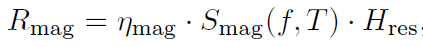 R_mag = η_mag · S_mag(f, T) · H_res,